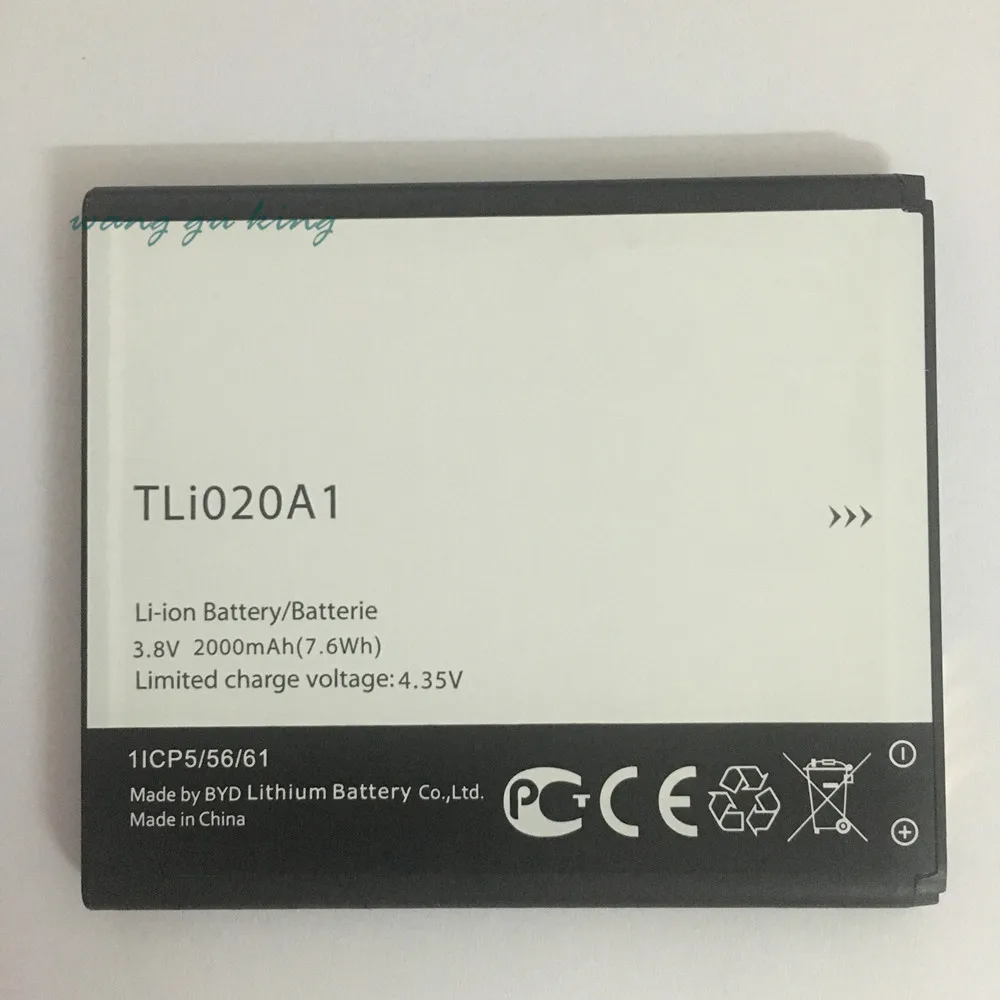 wang gu king
TLi020A1
Li-ion Battery/Batterie
3.8V 2000mAh(7.6Wh)
Limited charge voltage:4.35V
1ICP5/56/61
Made by BYD Lithium Battery Co.,Ltd.
Made in China